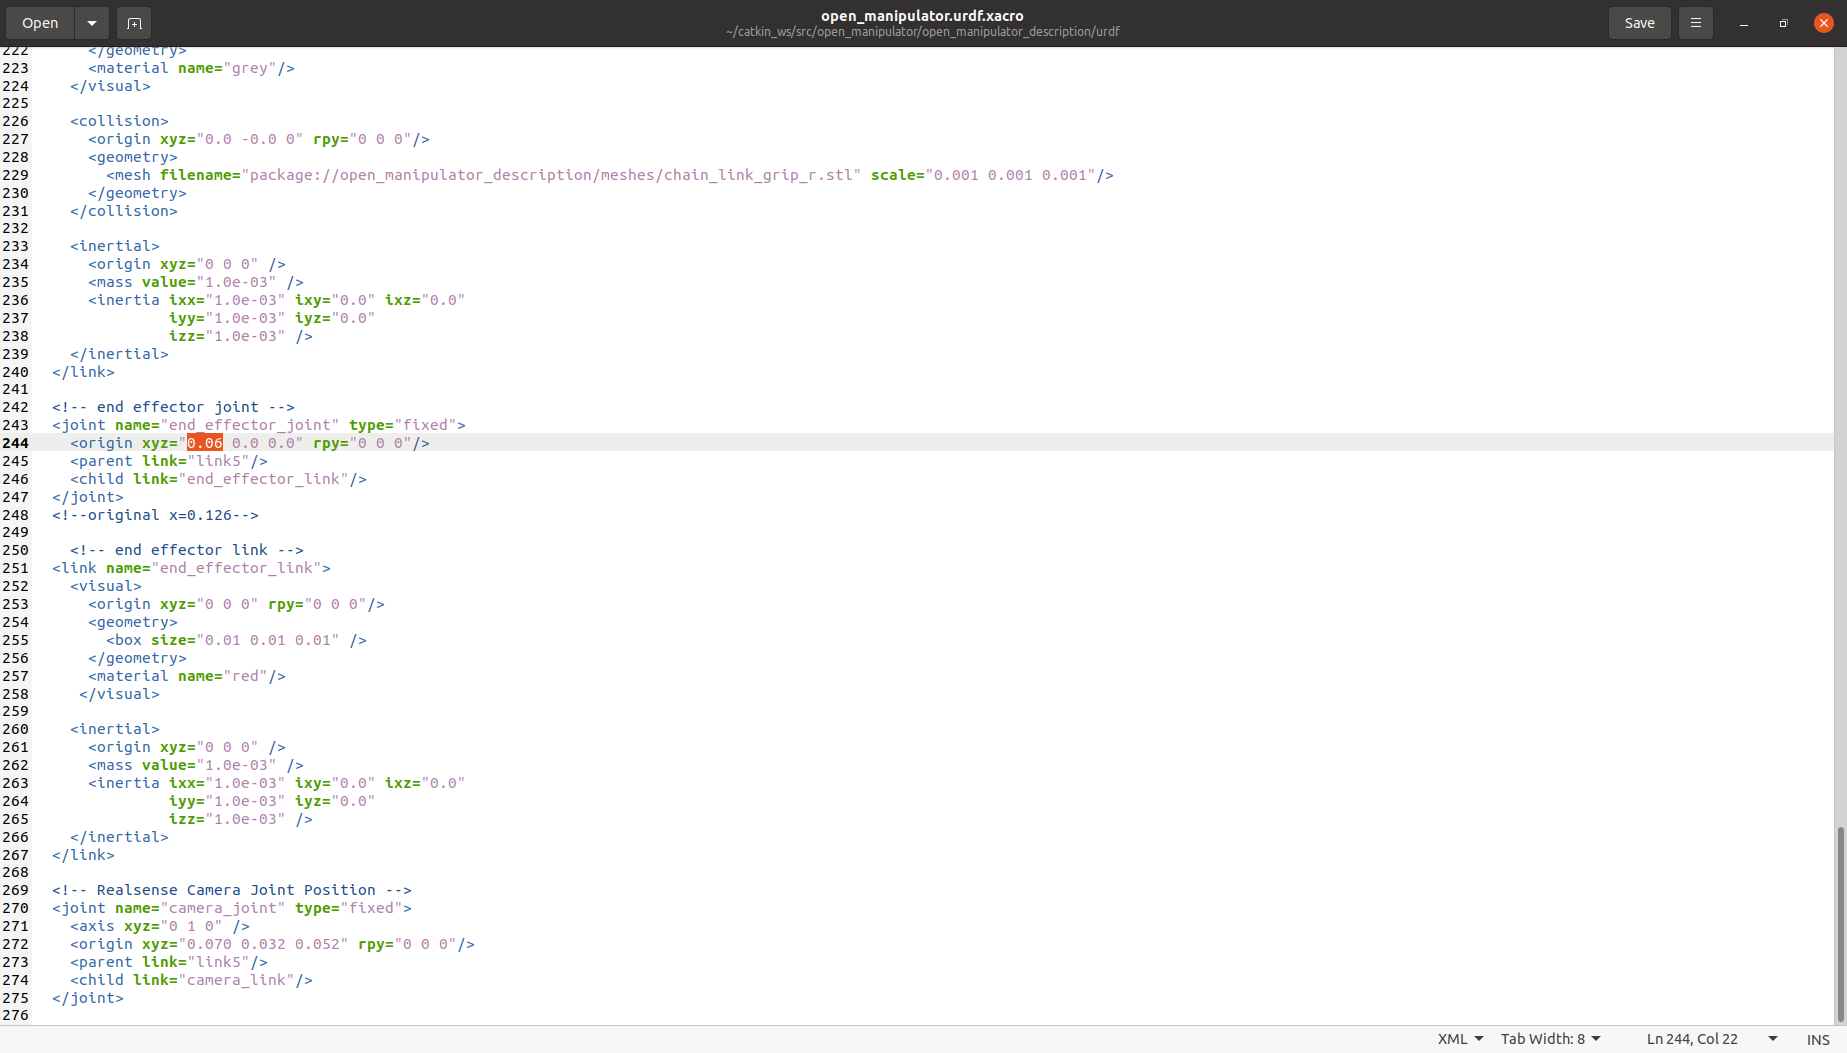 Open
open_manipulator.urdf.xacro
~/catkin_ws/src/open_manipulator/open_manipulator_description/urdf
Save
222 </geometry>
223 <material name="grey"/>
224 </visual>
225
226 <collision>
227 <origin xyz="0.0 -0.0 0" rpy="0 0 0"/>
228 <geometry>
229 <mesh filename="package://open_manipulator_description/meshes/chain_link_grip_r.stl" scale="0.001 0.001 0.001"/>
230 </geometry>
231 </collision>
232
233 <inertial>
234 <origin xyz="0 0 0" />
235 <mass value="1.0e-03" />
236 <inertia ixx="1.0e-03" ixy="0.0" ixz="0.0"
237 iyy="1.0e-03" iyz="0.0"
238 izz="1.0e-03" />
239 </inertial>
240 </link>
241
242 <!-- end effector joint -->
243 <joint name="end_effector_joint" type="fixed">
244 <origin xyz="0.06 0.0 0.0" rpy="0 0 0"/>
245 <parent link="link5"/>
246 <child link="end_effector_link"/>
247 </joint>
248 <!--original x=0.126-->
249
250 <!-- end effector link -->
251 <link name="end_effector_link">
252 <visual>
253 <origin xyz="0 0 0" rpy="0 0 0"/>
254 <geometry>
255 <box size="0.01 0.01 0.01" />
256 </geometry>
257 <material name="red"/>
258 </visual>
259
260 <inertial>
261 <origin xyz="0 0 0" />
262 <mass value="1.0e-03" />
263 <inertia ixx="1.0e-03" ixy="0.0" ixz="0.0"
264 iyy="1.0e-03" iyz="0.0"
265 izz="1.0e-03" />
266 </inertial>
267 </link>
268
269 <!-- Realsense Camera Joint Position -->
270 <joint name="camera_joint" type="fixed">
271 <axis xyz="0 1 0" />
272 <origin xyz="0.070 0.032 0.052" rpy="0 0 0"/>
273 <parent link="link5"/>
274 <child link="camera_link"/>
275 </joint>
276
XML Tab Width: 8 Ln 244, Col 22 INS